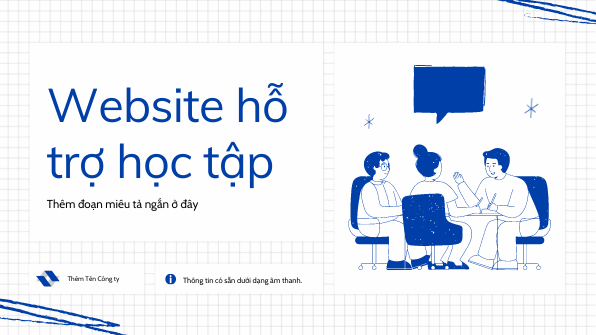 Website hỗ
trợ học tập
Thêm đoạn miêu tả ngắn ở đây
Thêm Tên Công ty
Thông tin có sẵn dưới dạng âm thanh.